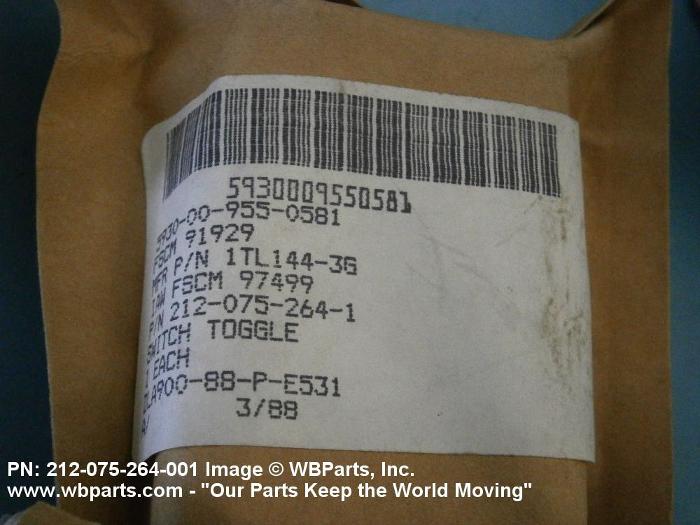 5930009550581
5930-00-955-0581
FSCM 91929
MFR P/N 1TL144-3G
IAW FSCM 97499
P/N 212-075-264-1
SWITCH TOGGLE
1 EACH
DLA900-88-P-E531
A/ 3/88
PN: 212-075-264-001 Image © WBParts, Inc.
www.wbparts.com - "Our Parts Keep the World Moving"